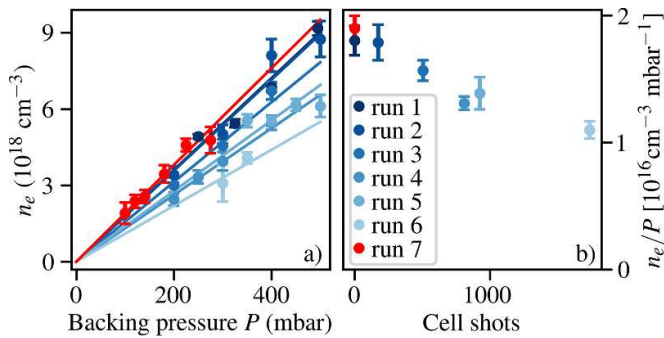 9
6
3
0
n_e (10^18 cm^−3)
0
200
400
Backing pressure P (mbar)
a)
run 1
run 2
run 3
run 4
run 5
run 6
run 7
b)
0
1000
Cell shots
2
1
0
n_e/P [10^16 cm^−3 mbar^−1]